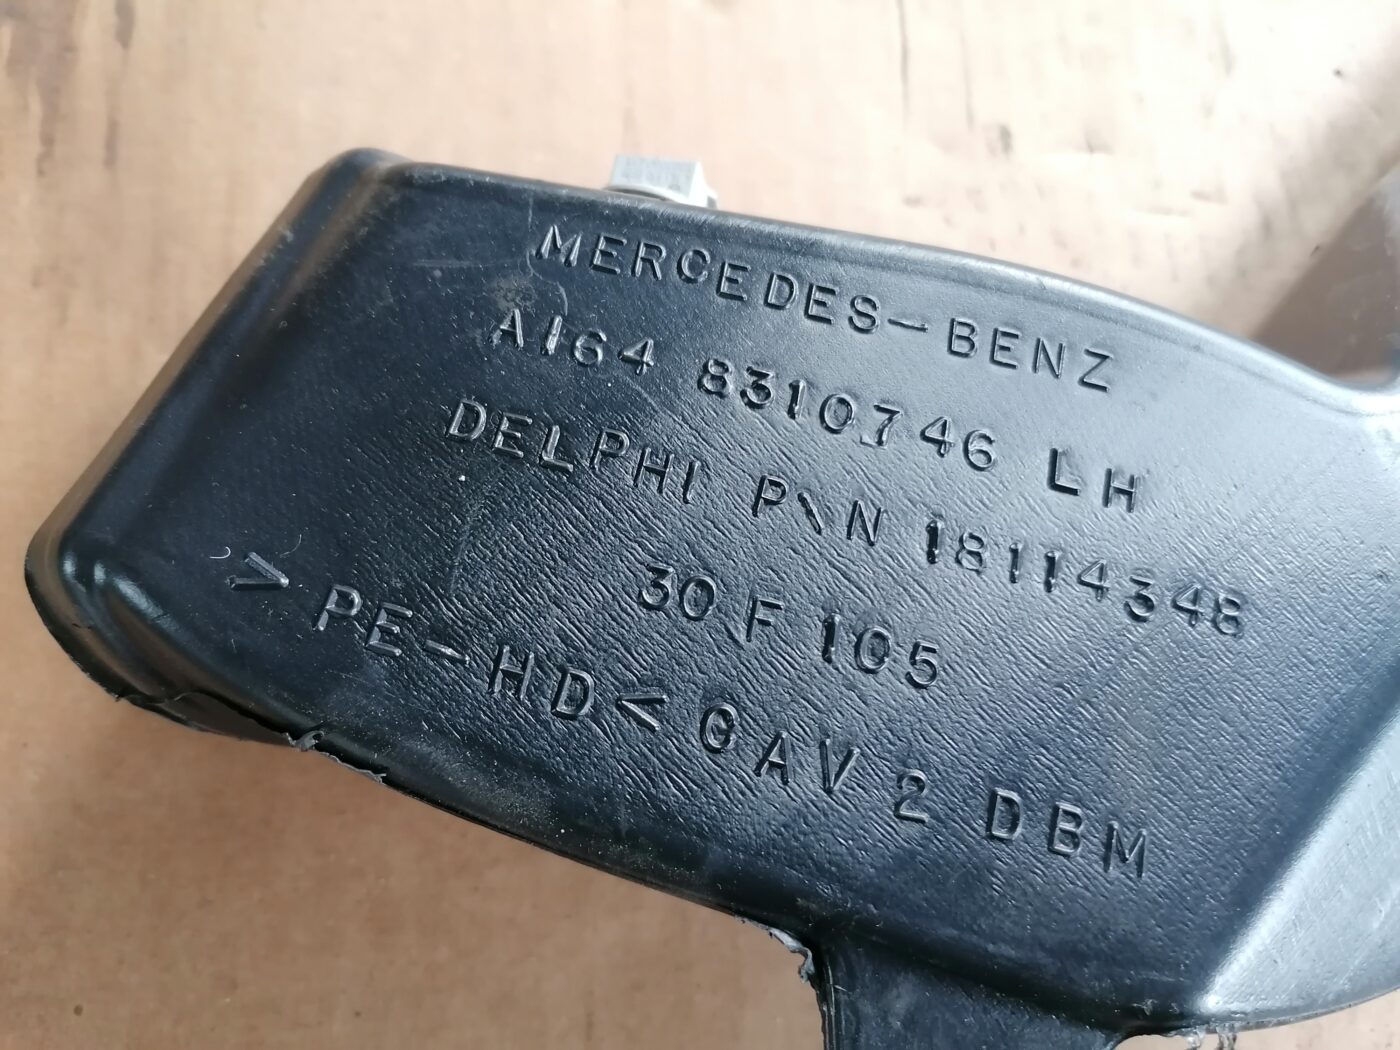 MERCEDES-BENZ
A164 8310746 LH
DELPHI P\N 18114348
30 F 105
>PE-HD< GAV 2 DBM